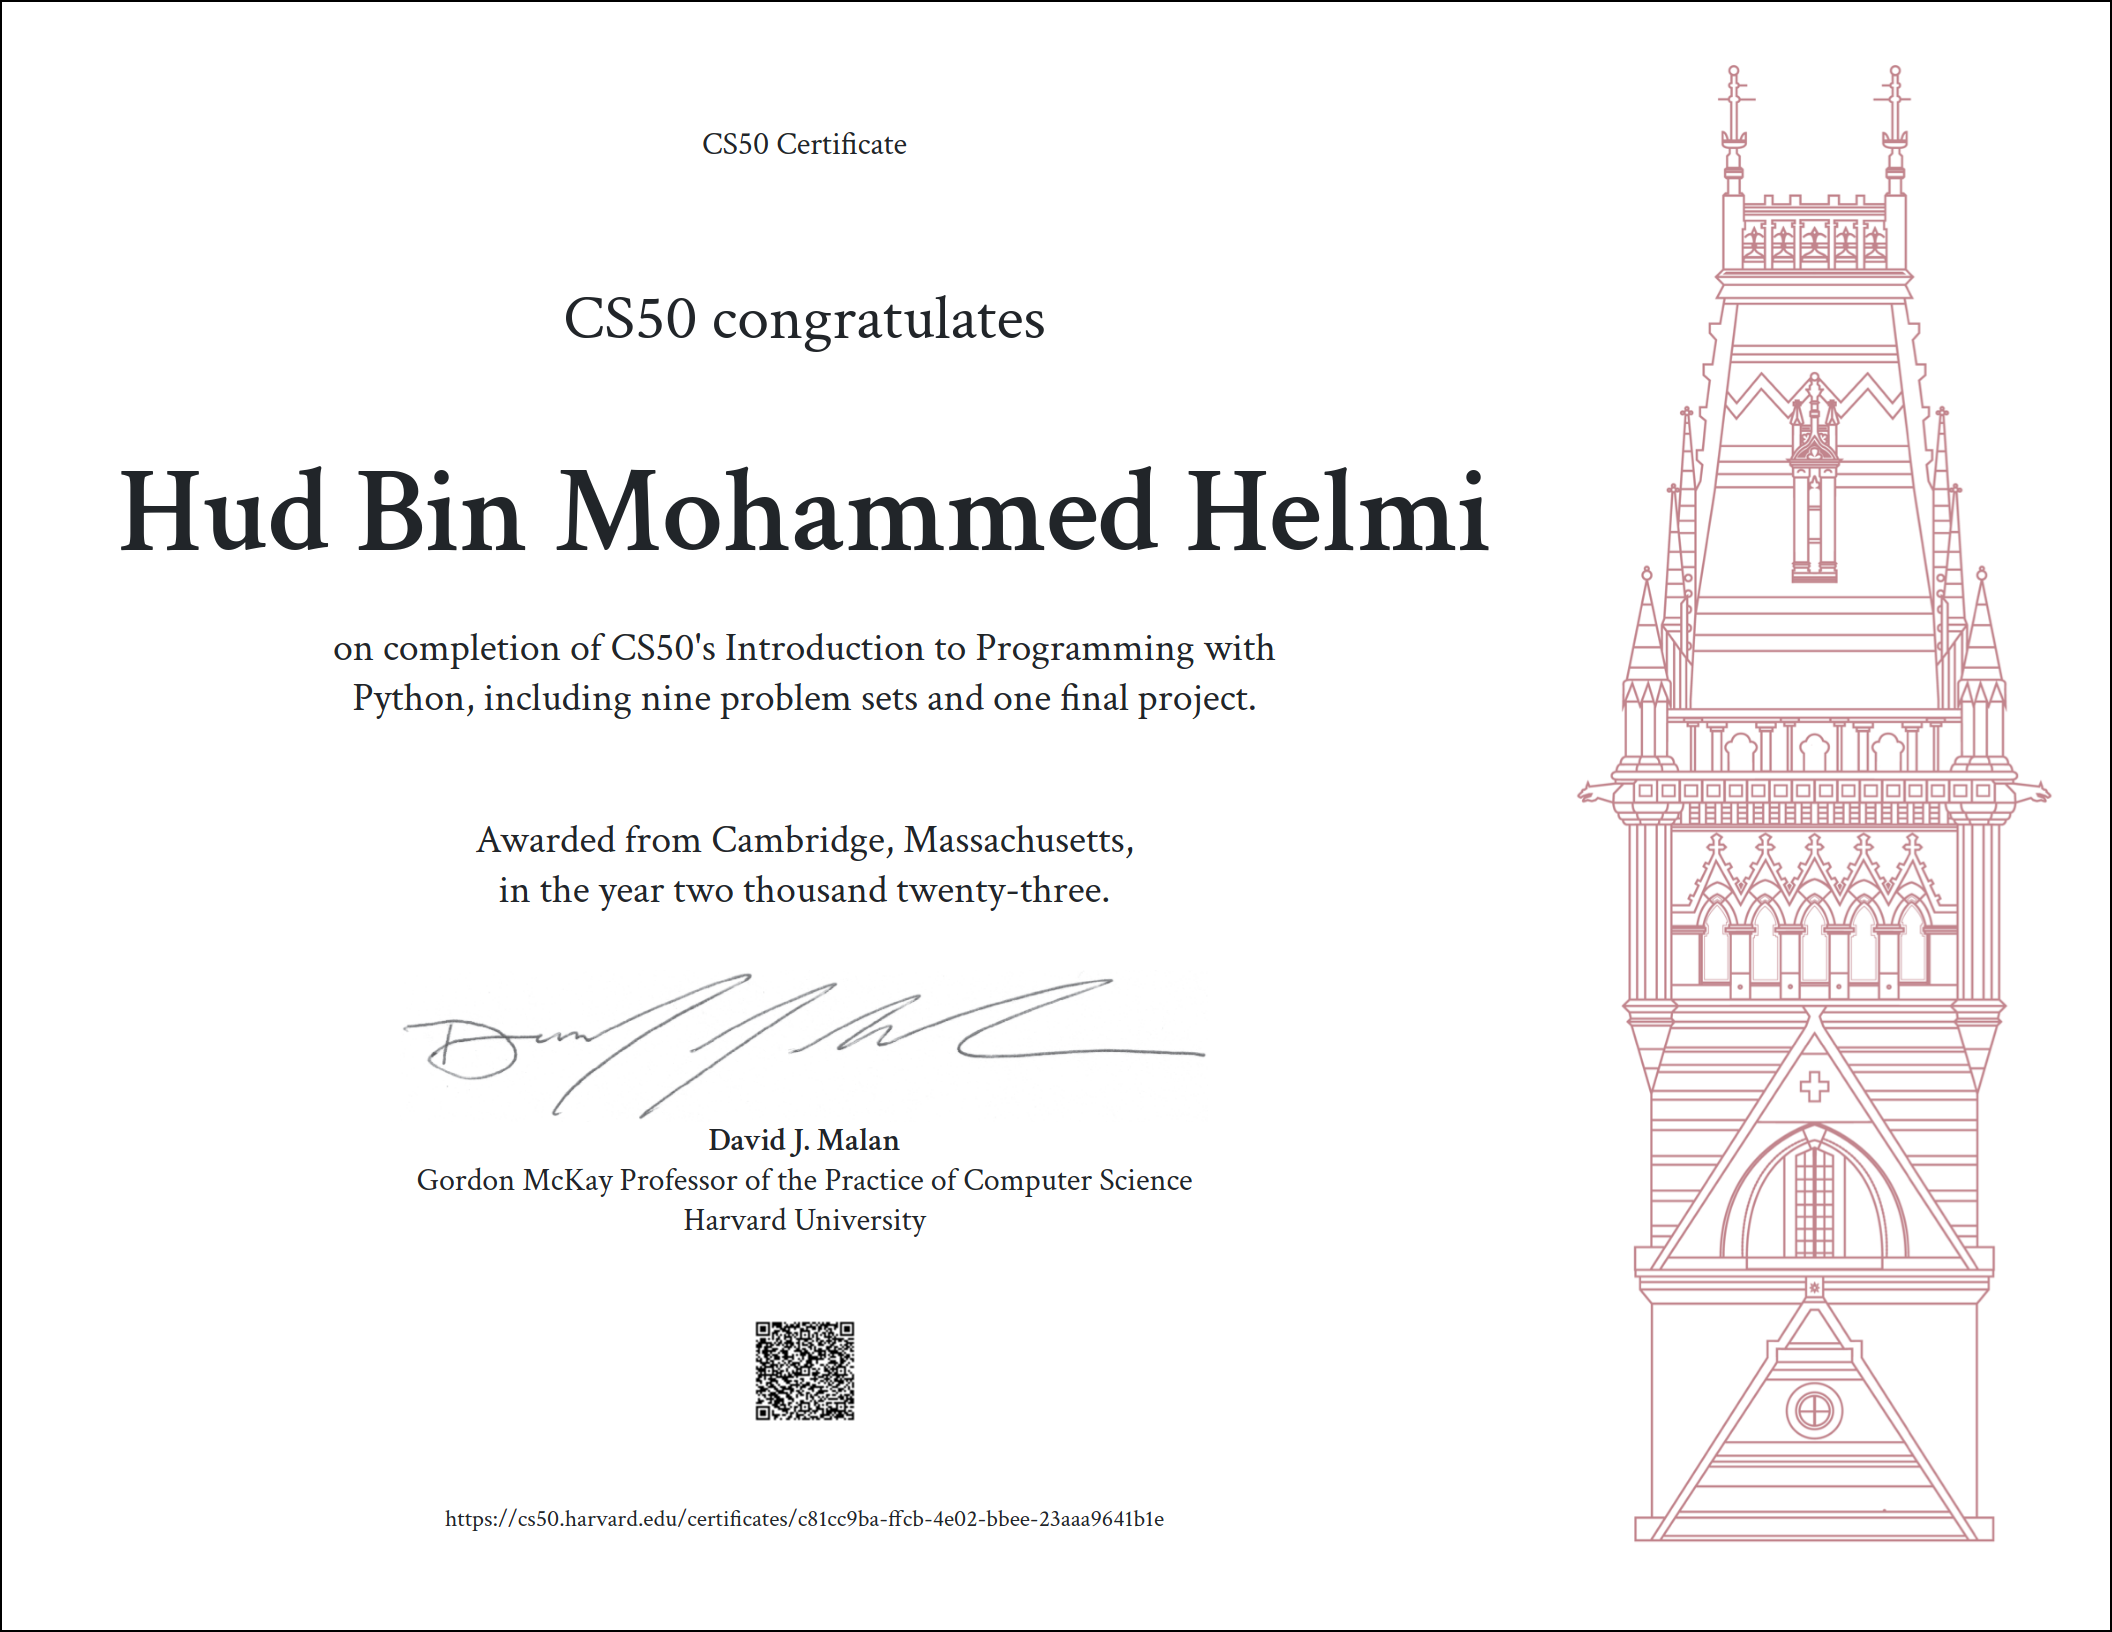 CS50 Certificate
CS50 congratulates
Hud Bin Mohammed Helmi
on completion of CS50's Introduction to Programming with
Python, including nine problem sets and one final project.
Awarded from Cambridge, Massachusetts,
in the year two thousand twenty-three.
David J. Malan
Gordon McKay Professor of the Practice of Computer Science
Harvard University
https://cs50.harvard.edu/certificates/c81cc9ba-ffcb-4e02-bbee-23aaa9641b1e